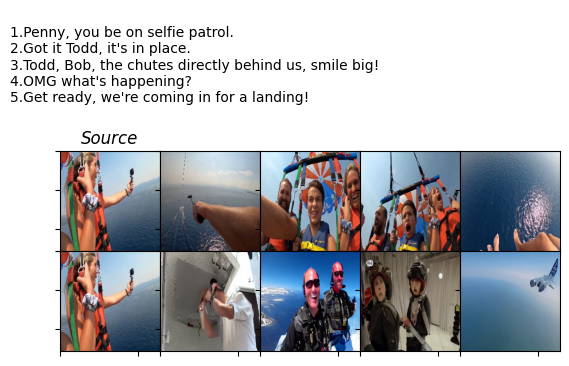 1.Penny, you be on selfie patrol.
2.Got it Todd, it's in place.
3.Todd, Bob, the chutes directly behind us, smile big!
4.OMG what's happening?
5.Get ready, we're coming in for a landing!
Source